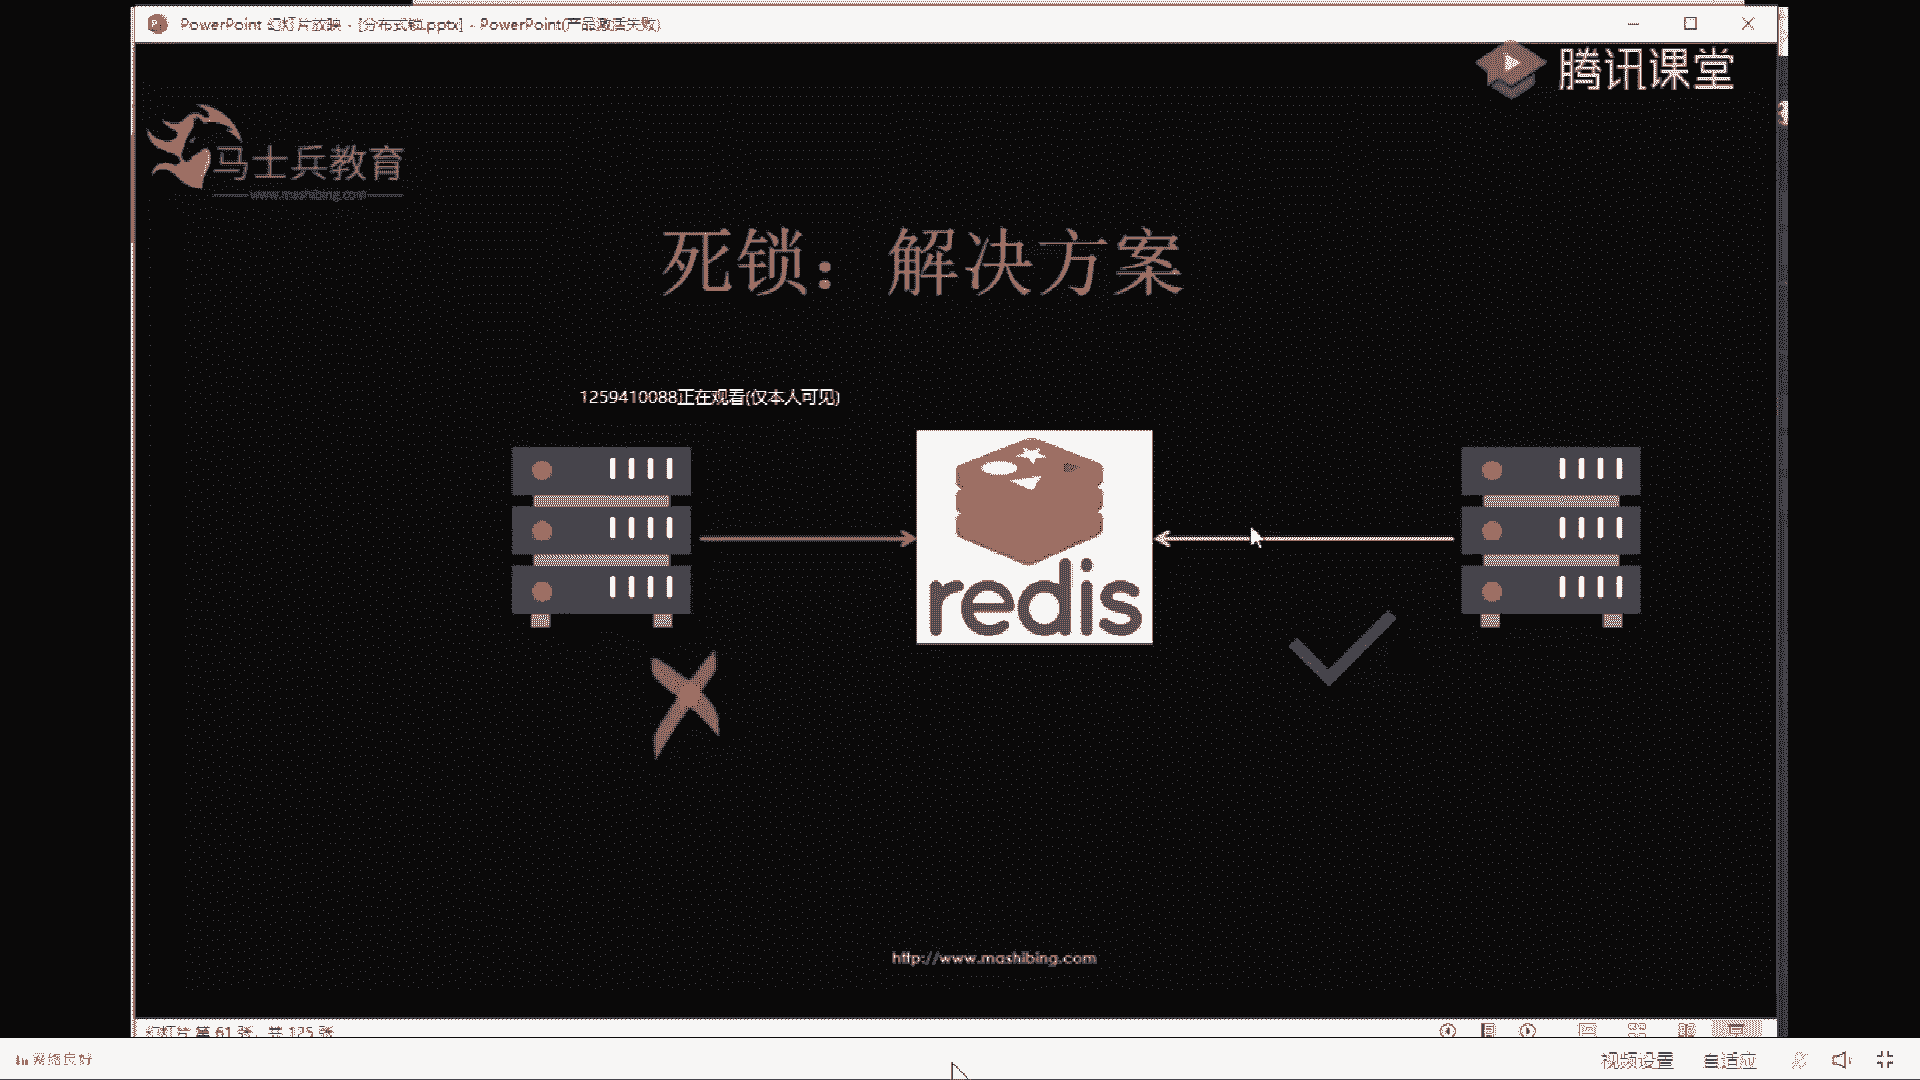 PowerPoint 幻灯片放映 - [分布式锁.pptx] - PowerPoint(产品激活失败)
腾讯课堂
马士兵教育
www.mashibing.com
死锁：解决方案
1259410088正在观看(仅本人可见)
redis
http://www.mashibing.com
幻灯片 第 61 张，共 125 张
网络良好
视频设置 自适应